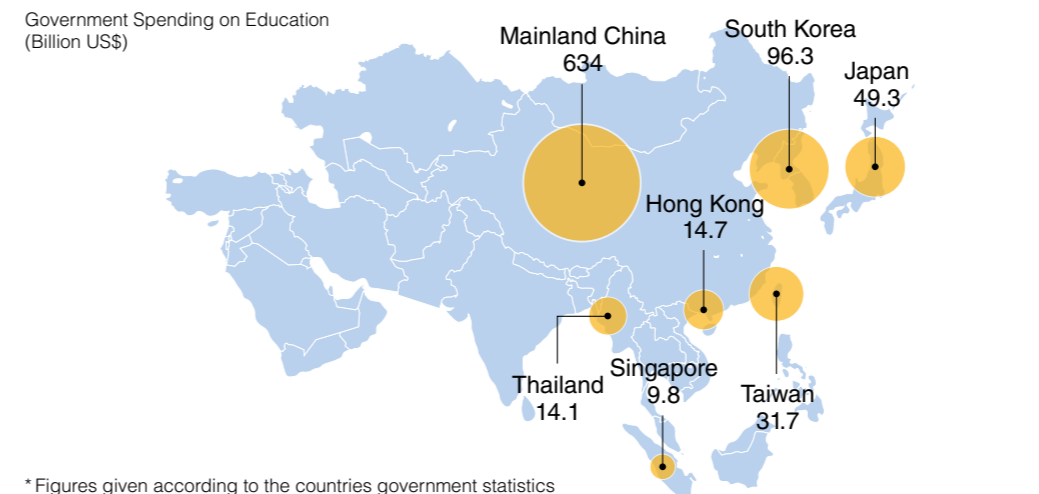 Government Spending on Education
(Billion US$)
Mainland China
634
South Korea
96.3
Japan
49.3
Hong Kong
14.7
Thailand
14.1
Singapore
9.8
Taiwan
31.7
* Figures given according to the countries government statistics